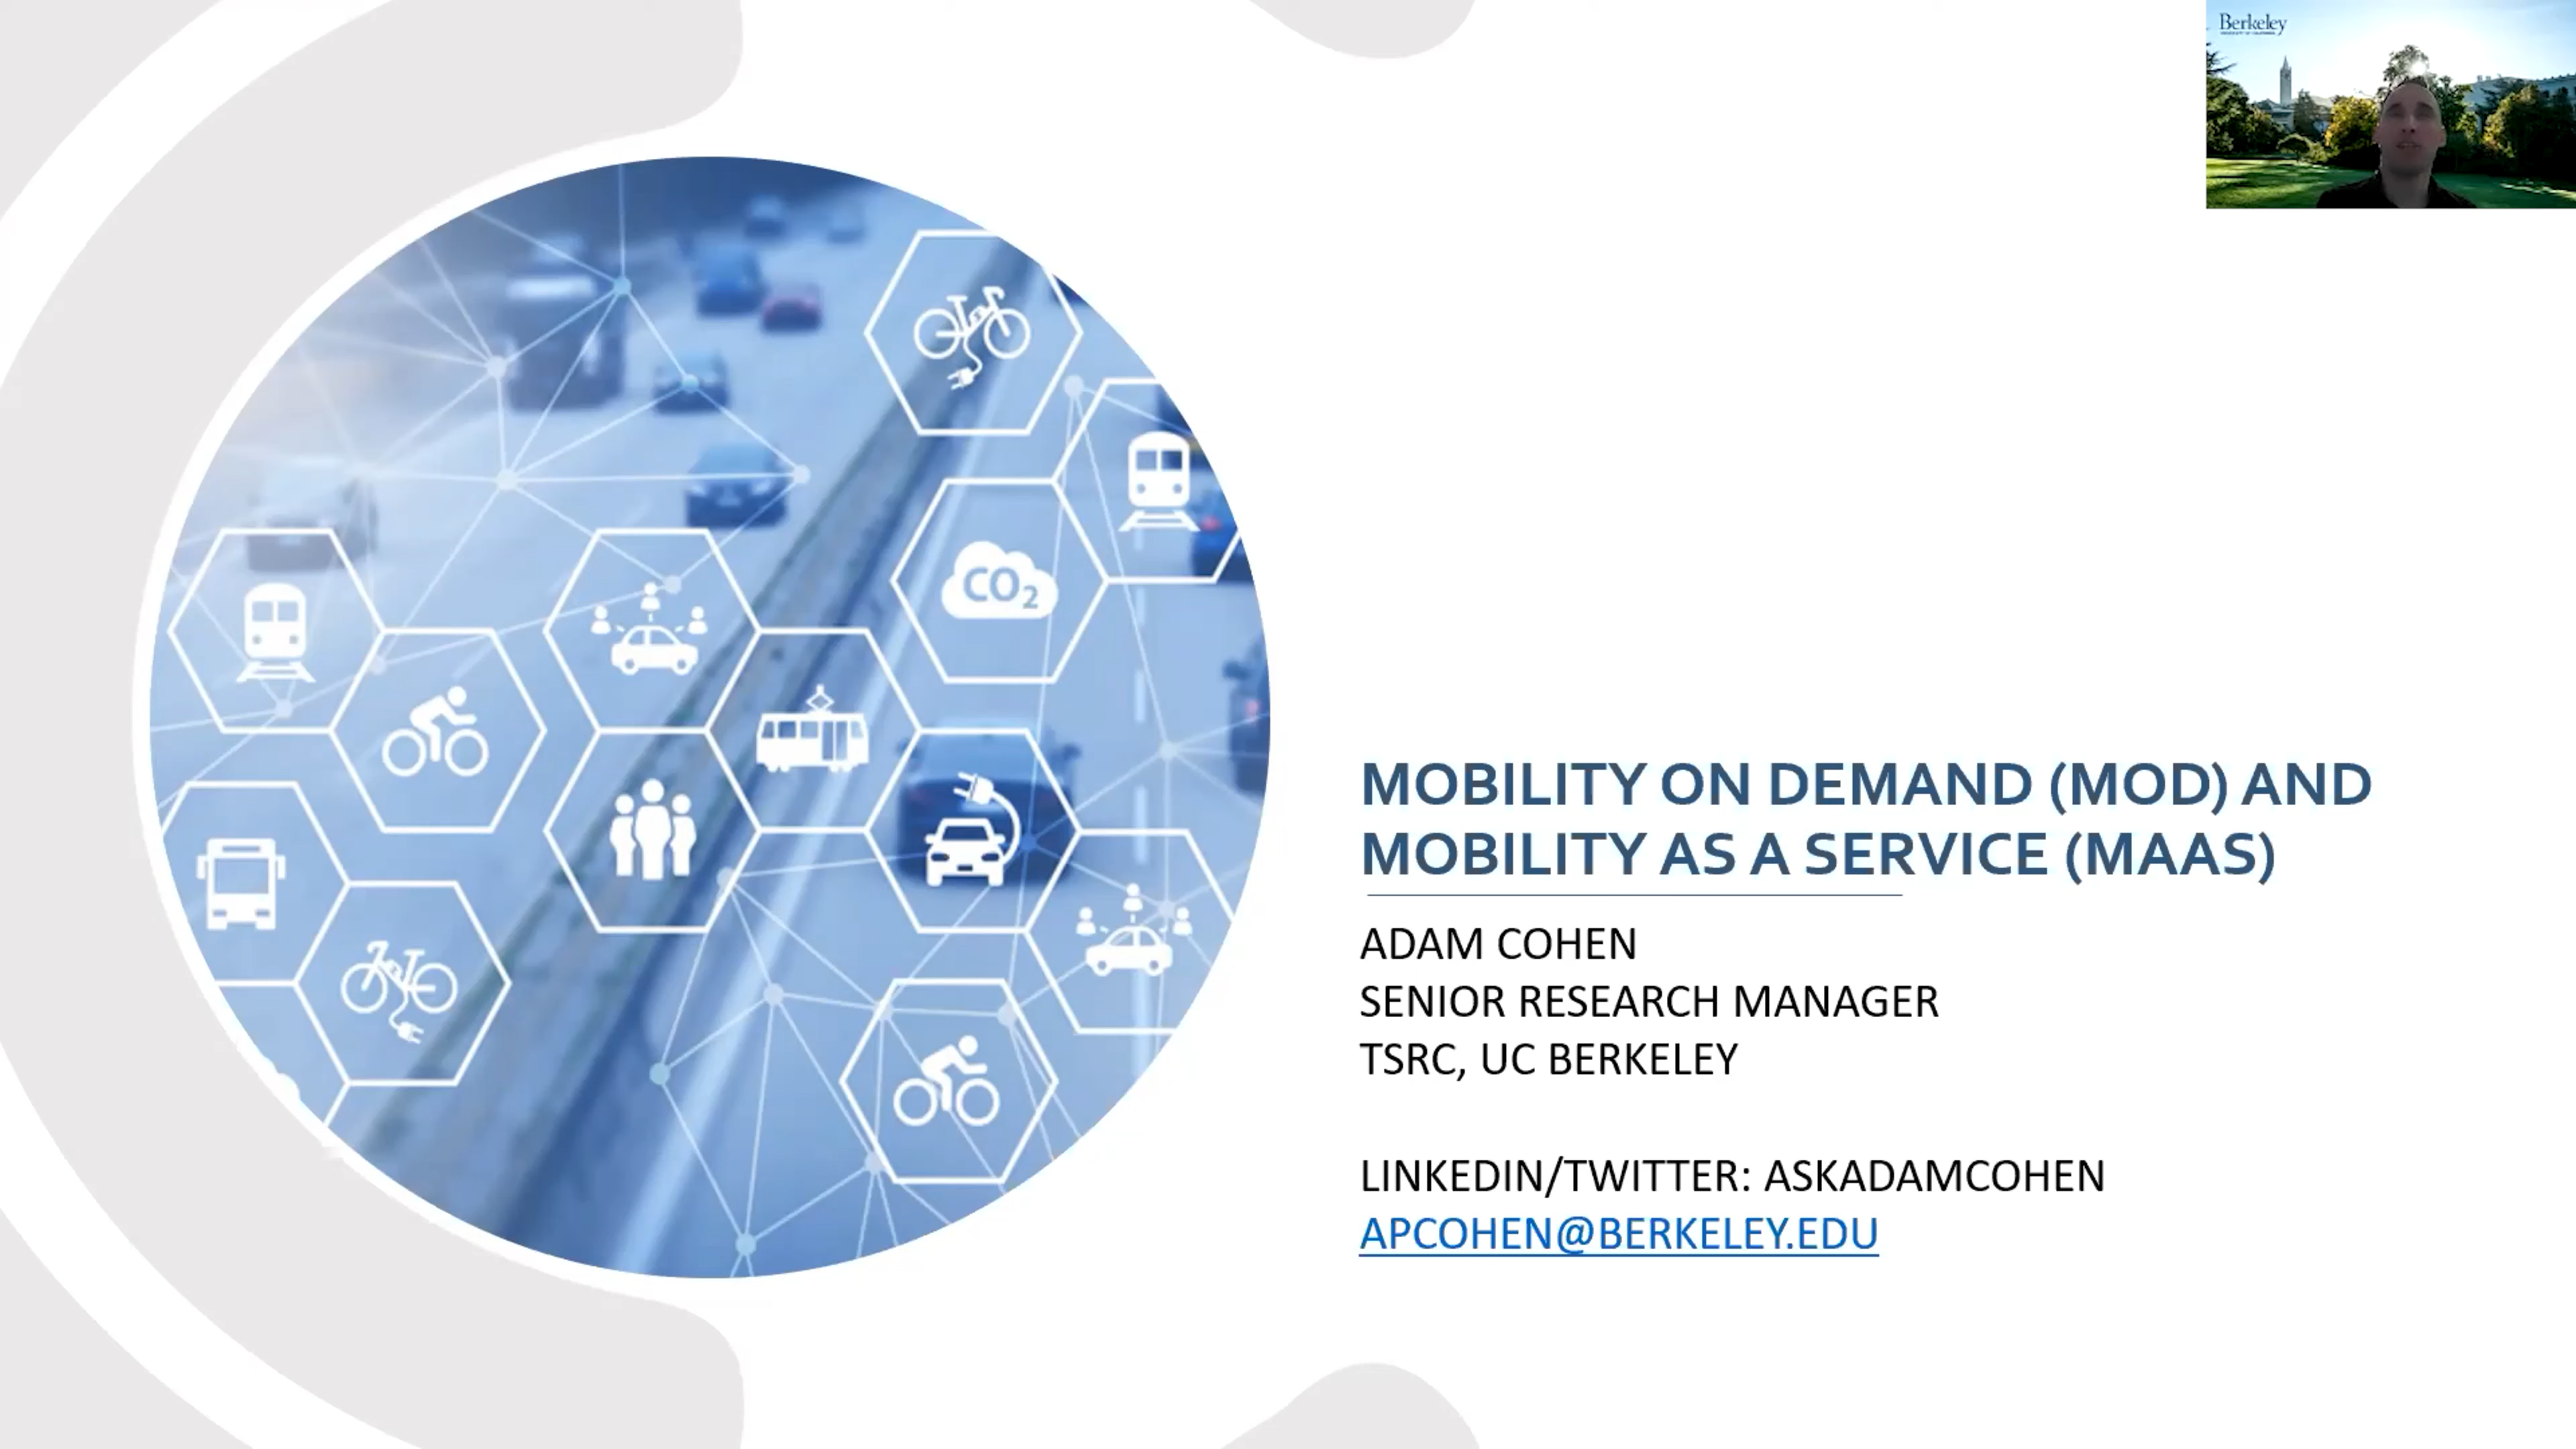 Berkeley
CO2
MOBILITY ON DEMAND (MOD) AND
MOBILITY AS A SERVICE (MAAS)
ADAM COHEN
SENIOR RESEARCH MANAGER
TSRC, UC BERKELEY
LINKEDIN/TWITTER: ASKADAMCOHEN
APCOHEN@BERKELEY.EDU